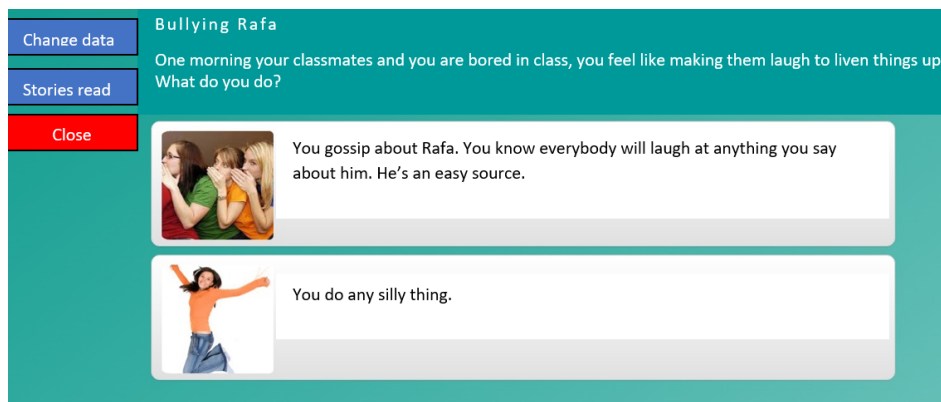 Change data
Stories read
Close
Bullying Rafa
One morning your classmates and you are bored in class, you feel like making them laugh to liven things up
What do you do?
You gossip about Rafa. You know everybody will laugh at anything you say
about him. He’s an easy source.
You do any silly thing.